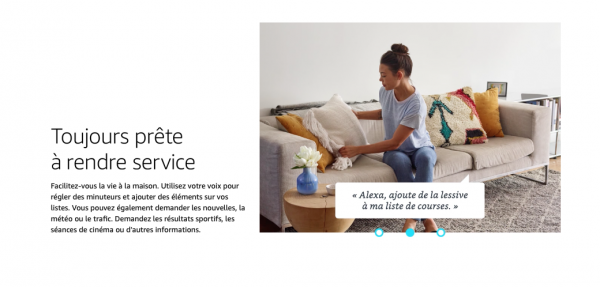 Toujours prête
à rendre service
Facilitez-vous la vie à la maison. Utilisez votre voix pour
régler des minuteurs et ajouter des éléments sur vos
listes. Vous pouvez également demander les nouvelles, la
météo ou le trafic. Demandez les résultats sportifs, les
séances de cinéma ou d'autres informations.
« Alexa, ajoute de la lessive
à ma liste de courses. »